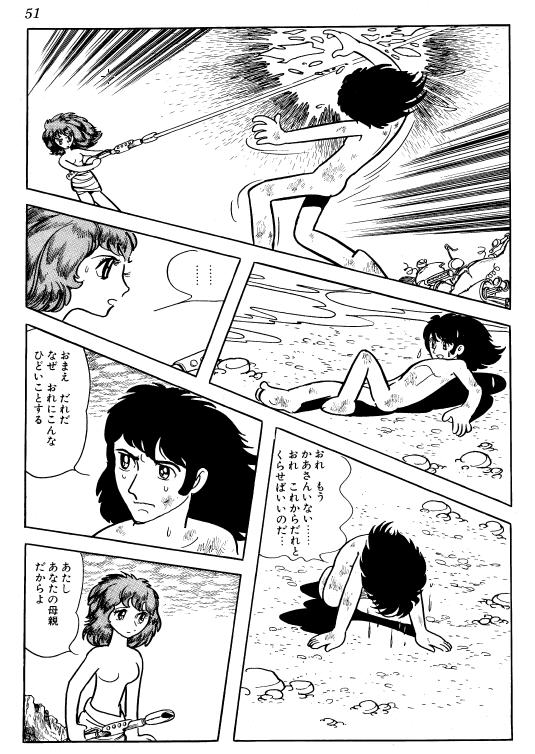 51
……
おまえ　だれだ
なぜ　おれにこんな
ひどいことする
おれ　もう
かあさんいない……
おれ　これからだれと
くらせばいいのだ…
あたし
あなたの母親
だからよ